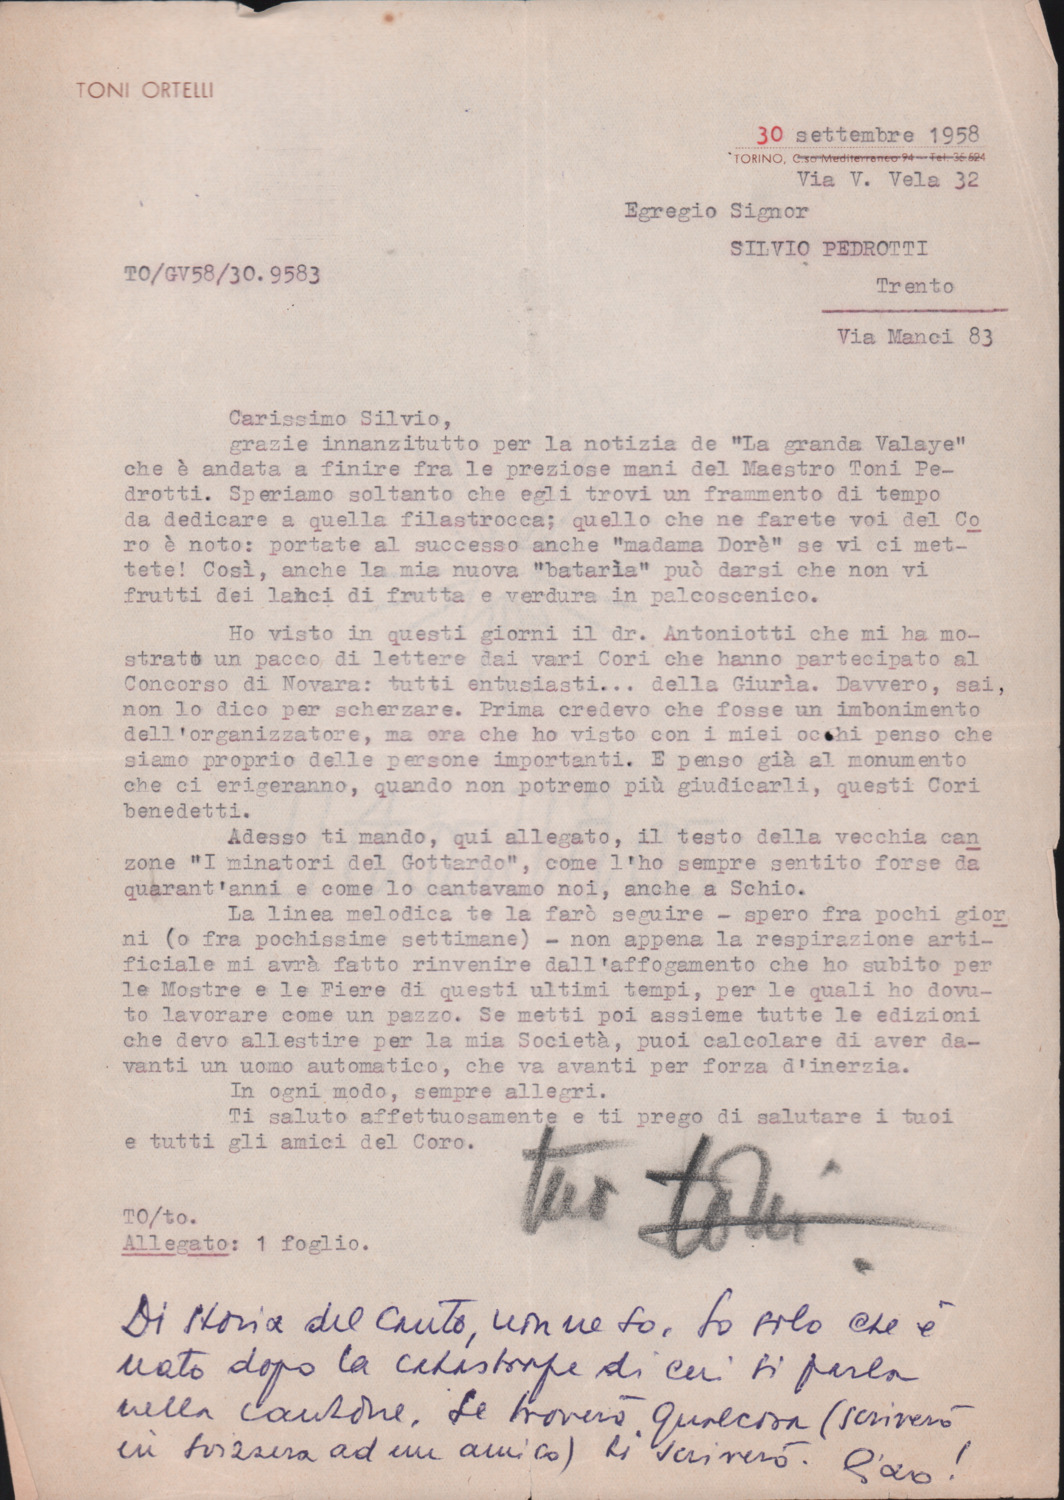 TONI ORTELLI
30 settembre 1958
TORINO, C.so Mediterraneo 94 - Tel. 36 624
Via V. Vela 32
Egregio Signor
SILVIO PEDROTTI
TO/GV58/30.9583
Trento
Via Manci 83
Carissimo Silvio,
grazie innanzitutto per la notizia de "La granda Valaye"
che è andata a finire fra le preziose mani del Maestro Toni Pe-
drotti. Speriamo soltanto che egli trovi un frammento di tempo
da dedicare a quella filastrocca; quello che ne farete voi del Co
ro è noto: portate al successo anche "madama Dorè" se vi ci met-
tete! Così, anche la mia nuova "batarìa" può darsi che non vi
frutti dei lanci di frutta e verdura in palcoscenico.
Ho visto in questi giorni il dr. Antoniotti che mi ha mo-
strato un pacco di lettere dai vari Cori che hanno partecipato al
Concorso di Novara: tutti entusiasti... della Giurìa. Davvero, sai,
non lo dico per scherzare. Prima credevo che fosse un imbonimento
dell'organizzatore, ma ora che ho visto con i miei occhi penso che
siamo proprio delle persone importanti. E penso già al monumento
che ci erigeranno, quando non potremo più giudicarli, questi Cori
benedetti.
Adesso ti mando, qui allegato, il testo della vecchia can
zone "I minatori del Gottardo", come l'ho sempre sentito forse da
quarant'anni e come lo cantavamo noi, anche a Schio.
La linea melodica te la farò seguire - spero fra pochi gior
ni (o fra pochissime settimane) - non appena la respirazione arti-
ficiale mi avrà fatto rinvenire dall'affogamento che ho subito per
le Mostre e le Fiere di questi ultimi tempi, per le quali ho dovu-
to lavorare come un pazzo. Se metti poi assieme tutte le edizioni
che devo allestire per la mia Società, puoi calcolare di aver da-
vanti un uomo automatico, che va avanti per forza d'inerzia.
In ogni modo, sempre allegri.
Ti saluto affettuosamente e ti prego di salutare i tuoi
e tutti gli amici del Coro.
tuo Toni
TO/to.
Allegato: 1 foglio.
Di storia del canto, non ne so. So solo che è
nato dopo la catastrofe di cui si parla
nella canzone. Se troverò qualcosa (scriverò
in Svizzera ad un amico) ti scriverò. Ciao!